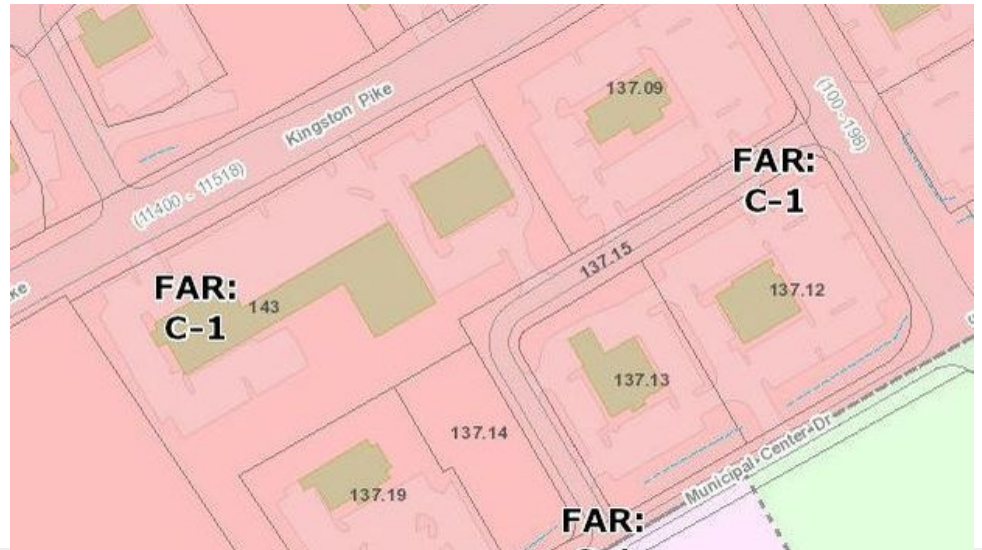 137.09
Kingston Pike
(100 - 198)
FAR:
C-1
(11400 - 11518)
137.15
ke
FAR:
C-1
143
137.12
137.13
137.14
Municipal Center Dr
137.19
FAR: